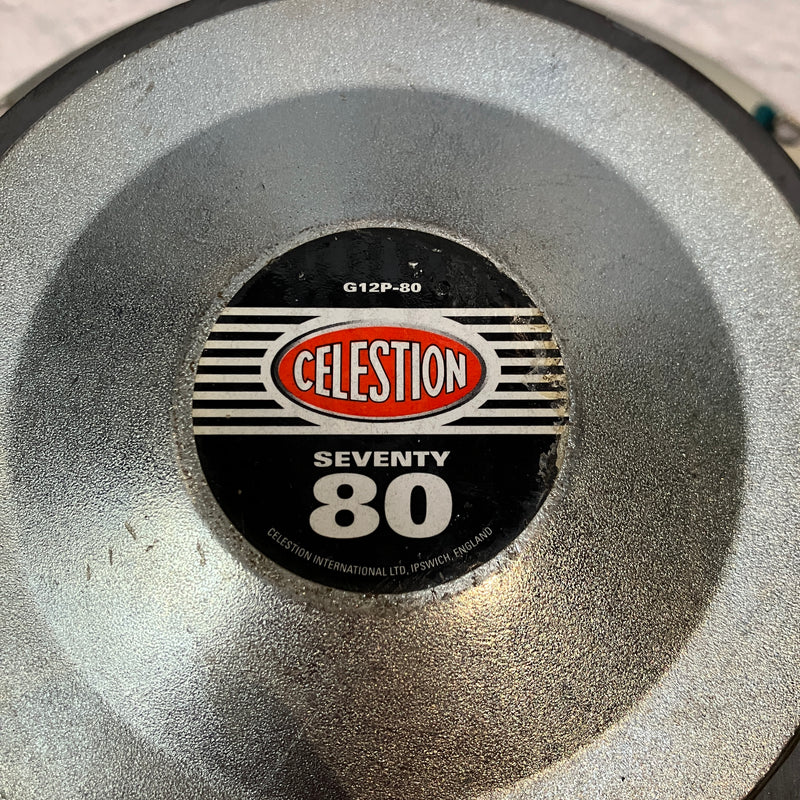 G12P-80
CELESTION
SEVENTY
80
CELESTION INTERNATIONAL LTD, IPSWICH, ENGLAND